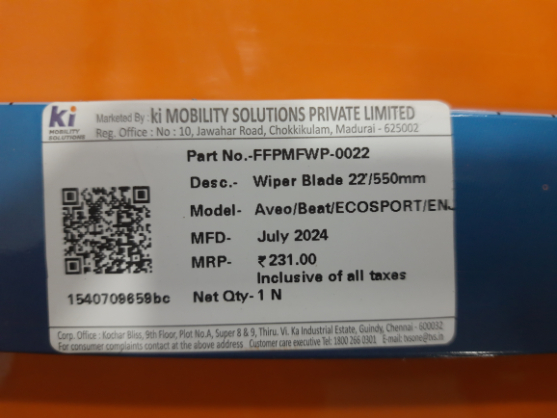 ki
MOBILITY
SOLUTIONS
Marketed By : ki MOBILITY SOLUTIONS PRIVATE LIMITED
Reg. Office : No : 10, Jawahar Road, Chokkikulam, Madurai - 625002
Part No.-FFPMFWP-0022
Desc.- Wiper Blade 22'/550mm
Model- Aveo/Beat/ECOSPORT/EN
MFD- July 2024
MRP- ₹231.00
Inclusive of all taxes
1540709659bc Net Qty- 1 N
Corp. Office : Kochar Bliss, 9th Floor, Plot No.A, Super 8 & 9, Thiru. Vi. Ka Industrial Estate, Guindy, Chennai - 600032
For consumer complaints contact at the above address Customer care executive Tel: 1800 266 0301 E-mail: